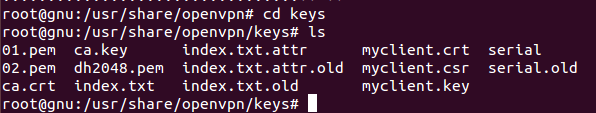 root@gnu:/usr/share/openvpn# cd keys
root@gnu:/usr/share/openvpn/keys# ls
01.pem  ca.key      index.txt.attr      myclient.crt  serial
02.pem  dh2048.pem  index.txt.attr.old  myclient.csr  serial.old
ca.crt  index.txt   index.txt.old       myclient.key
root@gnu:/usr/share/openvpn/keys#